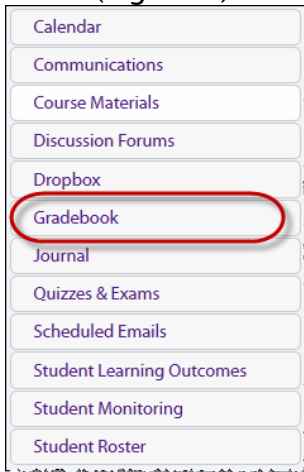 Calendar
Communications
Course Materials
Discussion Forums
Dropbox
Gradebook
Journal
Quizzes & Exams
Scheduled Emails
Student Learning Outcomes
Student Monitoring
Student Roster